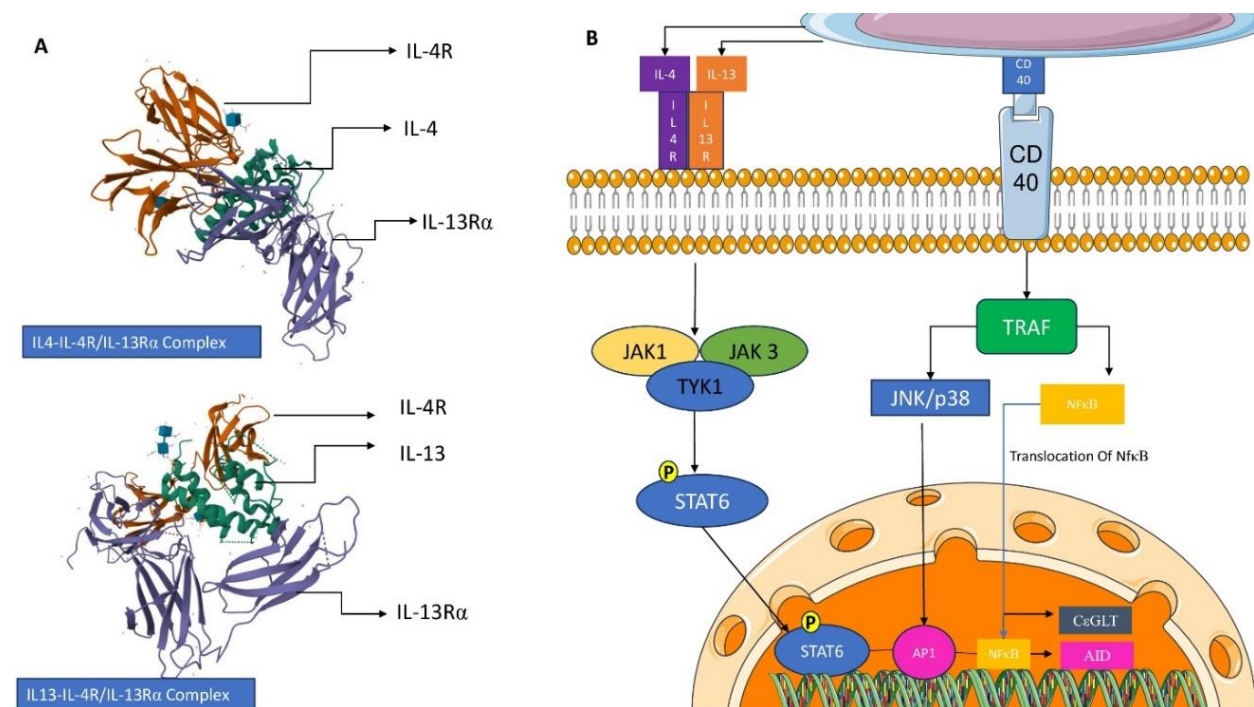 A
IL-4R
IL-4
IL-13Rα
IL4-IL-4R/IL-13Rα Complex
IL-4R
IL-13
IL-13Rα
IL13-IL-4R/IL-13Rα Complex
B
IL-4
IL-13
CD
40
I
L
4
R
I
L
13
R
CD
40
TRAF
JAK1
JAK 3
TYK1
JNK/p38
NFκB
Translocation Of NfκB
P
STAT6
P
STAT6
AP1
NFκB
CεGLT
AID